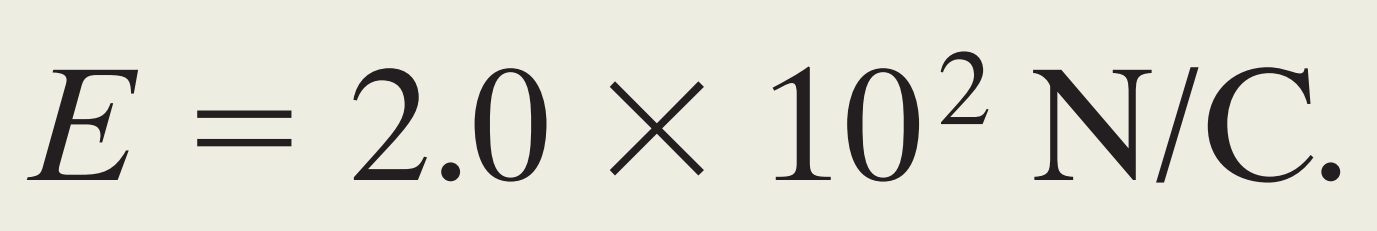 E = 2.0 × 10² N/C.